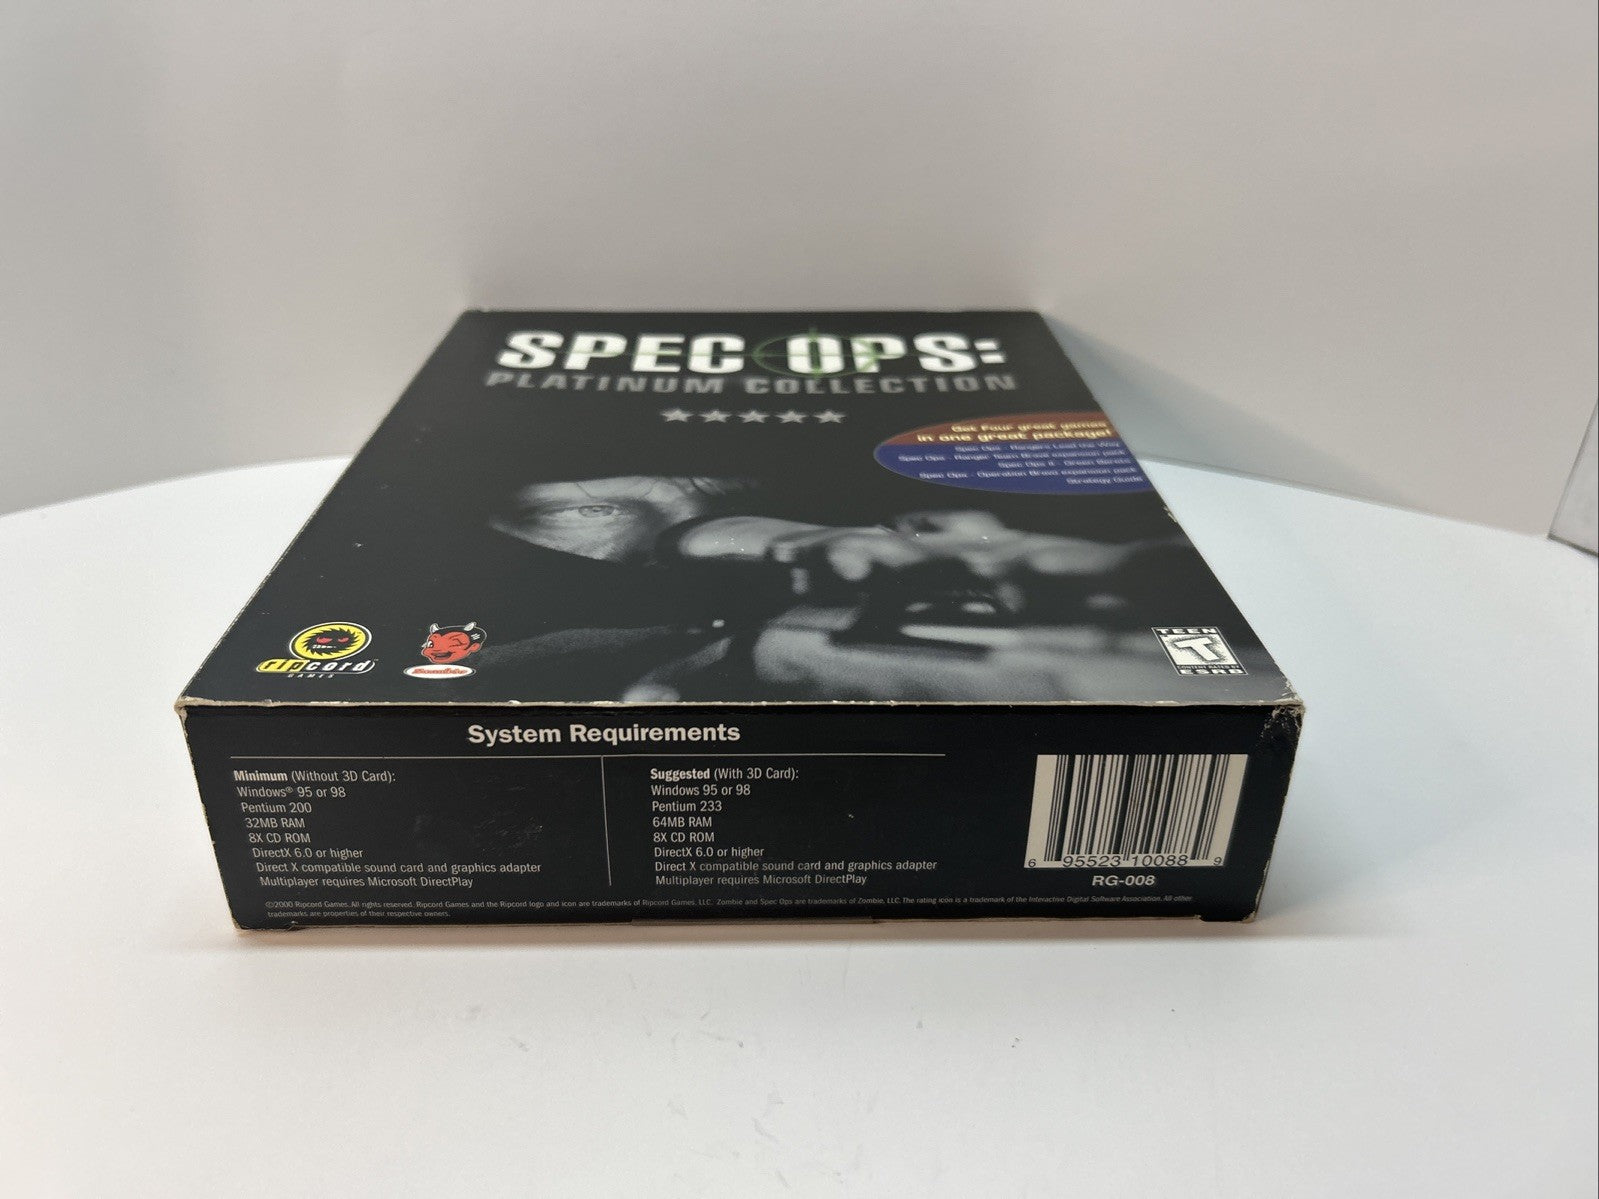 SPEC OPS:
PLATINUM COLLECTION
Get Four great games
in one great package!
Spec Ops - Rangers Lead the Way
Spec Ops - Ranger Team Bravo expansion pack
Spec Ops II - Green Berets
Spec Ops - Operation Bravo expansion pack
Strategy Guide
ripcord
GAMES
Zombie
TEEN
T
CONTENT RATED BY
ESRB
System Requirements
Minimum (Without 3D Card):
Windows® 95 or 98
Pentium 200
32MB RAM
8X CD ROM
DirectX 6.0 or higher
Direct X compatible sound card and graphics adapter
Multiplayer requires Microsoft DirectPlay
Suggested (With 3D Card):
Windows 95 or 98
Pentium 233
64MB RAM
8X CD ROM
DirectX 6.0 or higher
Direct X compatible sound card and graphics adapter
Multiplayer requires Microsoft DirectPlay
6 95523 10088 9
RG-008
©2000 Ripcord Games. All rights reserved. Ripcord Games and the Ripcord logo and icon are trademarks of Ripcord Games, LLC. Zombie and Spec Ops are trademarks of Zombie, LLC. The rating icon is a trademark of the Interactive Digital Software Association. All other
trademarks are properties of their respective owners.